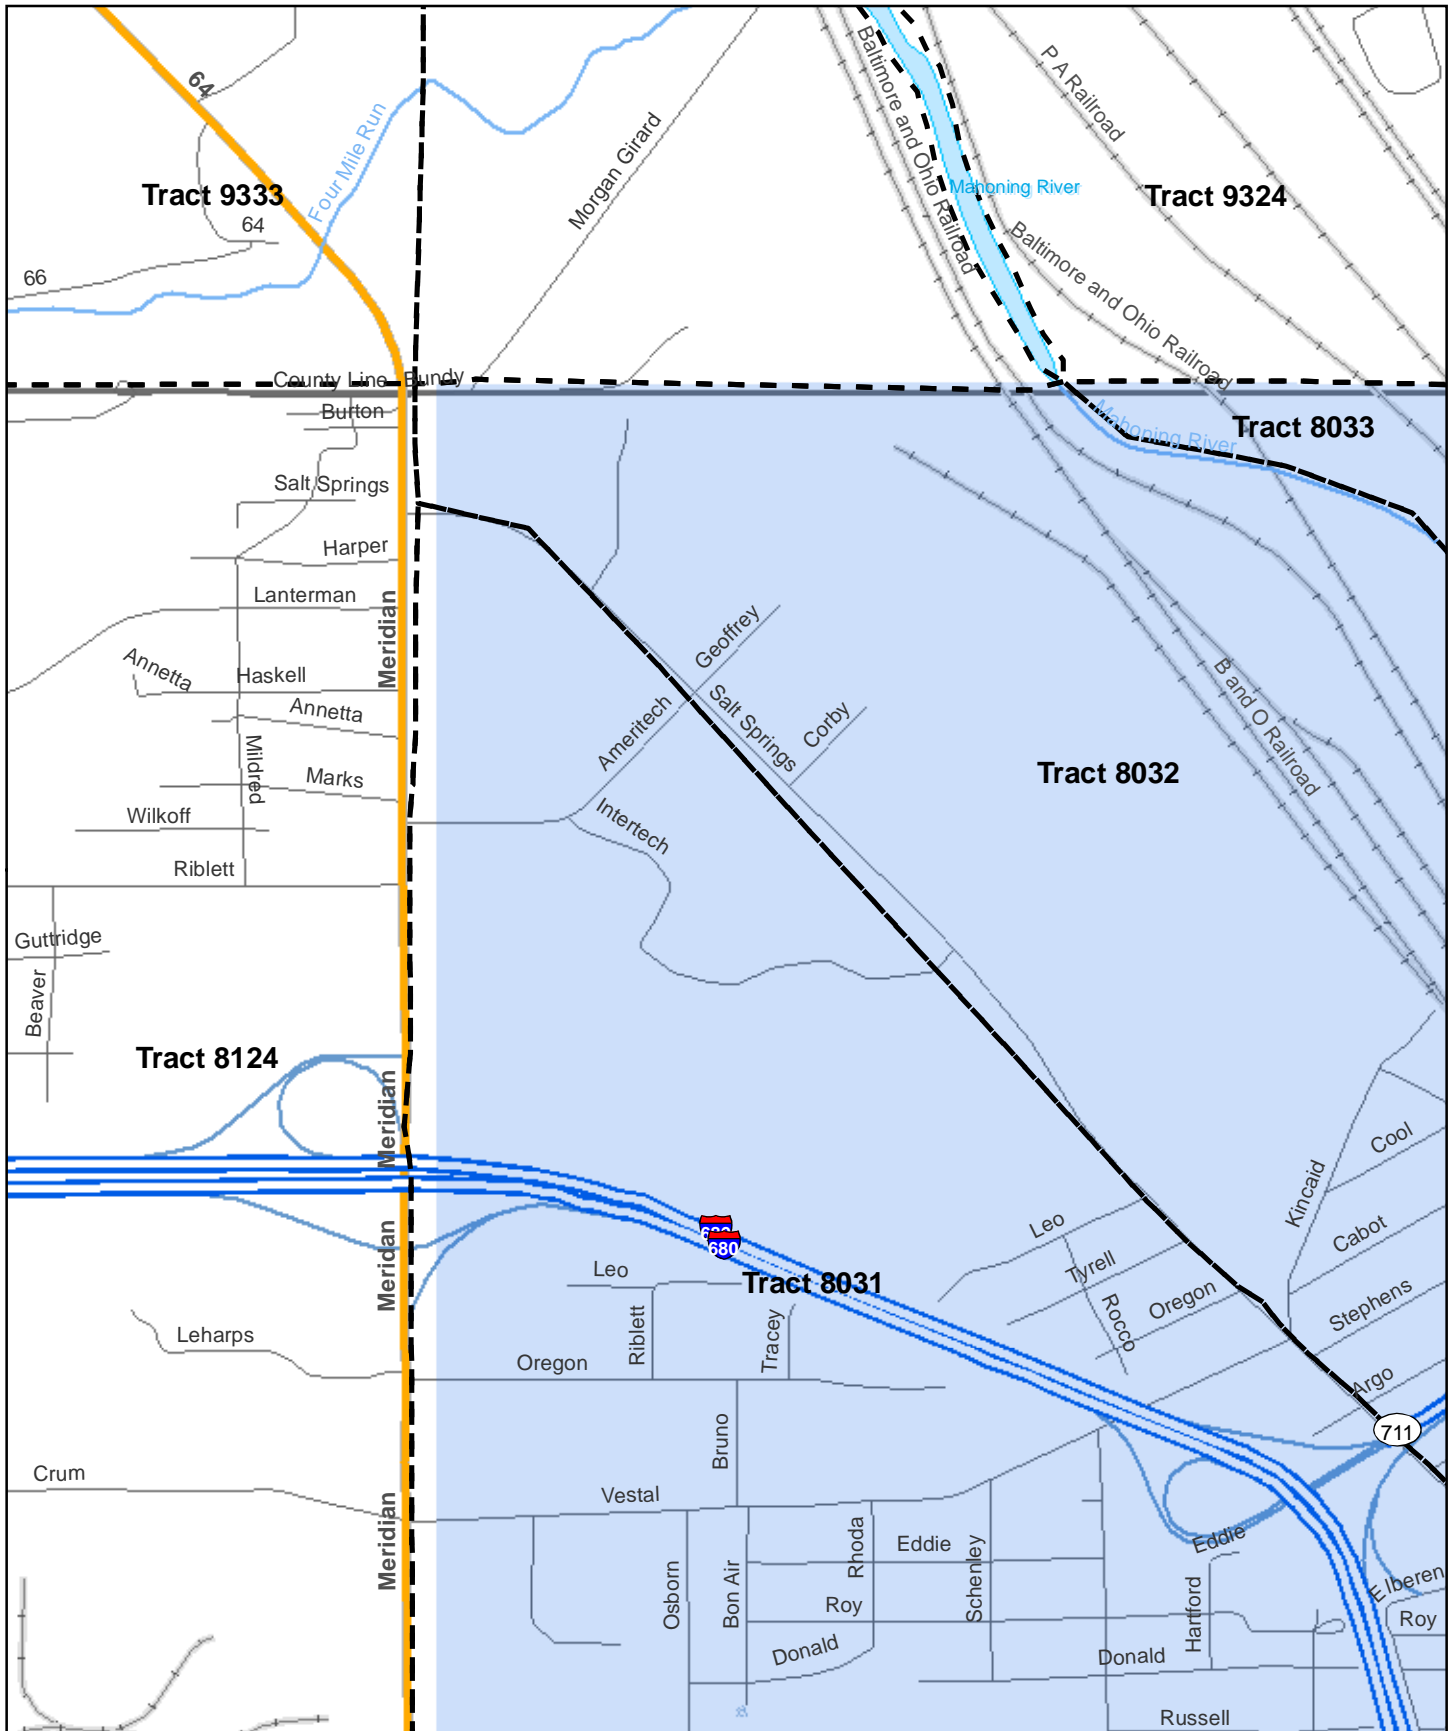 64
Four Mile Run
Tract 9333
64
66
Morgan Girard
Baltimore and Ohio Railroad
Mahoning River
P A Railroad
Tract 9324
Baltimore and Ohio Railroad
County Line
Bundy
Burton
Mahoning River
Tract 8033
Salt Springs
Harper
Lanterman
Meridian
Annetta
Haskell
Annetta
Mildred
Marks
Wilkoff
Riblett
Geoffrey
Ameritech
Salt Springs
Corby
Intertech
B and O Railroad
Tract 8032
Guttridge
Beaver
Tract 8124
Meridian
Cool
Kincaid
Cabot
Leo
Tyrell
Rocco
Oregon
Stephens
Argo
Meridan
680
Tract 8031
Leo
Riblett
Tracey
Leharps
Oregon
711
Bruno
Crum
Vestal
Meridian
Osborn
Bon Air
Rhoda
Eddie
Schenley
Eddie
Hartford
Elberen
Roy
Roy
Donald
Donald
Russell